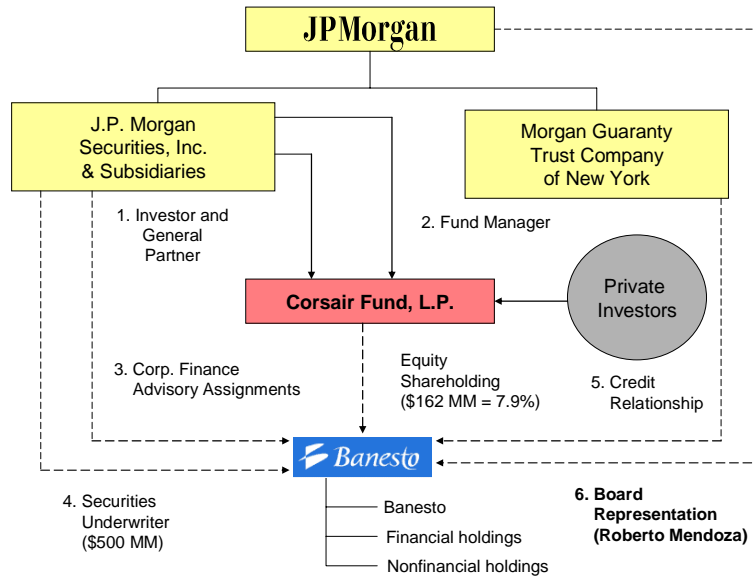 JPMorgan
J.P. Morgan
Securities, Inc.
& Subsidiaries
Morgan Guaranty
Trust Company
of New York
1. Investor and
General
Partner
2. Fund Manager
Corsair Fund, L.P.
Private
Investors
3. Corp. Finance
Advisory Assignments
Equity
Shareholding
($162 MM = 7.9%)
5. Credit
Relationship
Banesto
4. Securities
Underwriter
($500 MM)
6. Board
Representation
(Roberto Mendoza)
Banesto
Financial holdings
Nonfinancial holdings